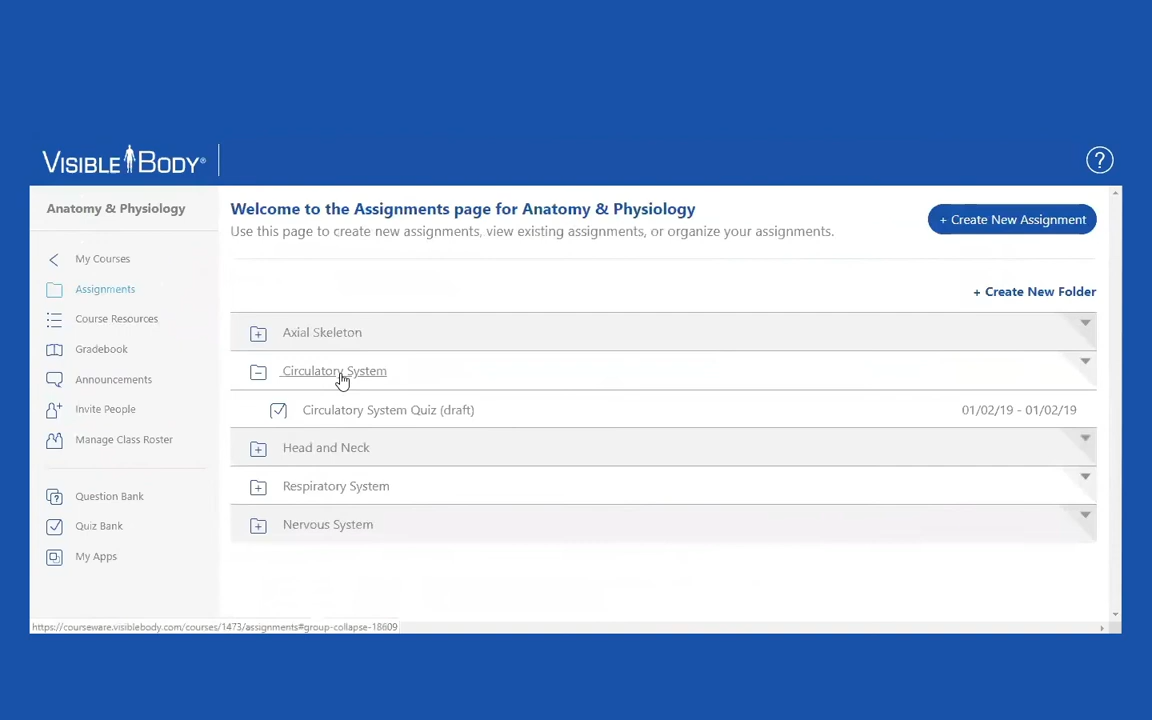 VISIBLE BODY®
?
Anatomy & Physiology
My Courses
Assignments
Course Resources
Gradebook
Announcements
Invite People
Manage Class Roster
Question Bank
Quiz Bank
My Apps
Welcome to the Assignments page for Anatomy & Physiology
Use this page to create new assignments, view existing assignments, or organize your assignments.
+ Create New Assignment
+ Create New Folder
Axial Skeleton
Circulatory System
Circulatory System Quiz (draft) 01/02/19 - 01/02/19
Head and Neck
Respiratory System
Nervous System
https://courseware.visiblebody.com/courses/1473/assignments#group-collapse-18609